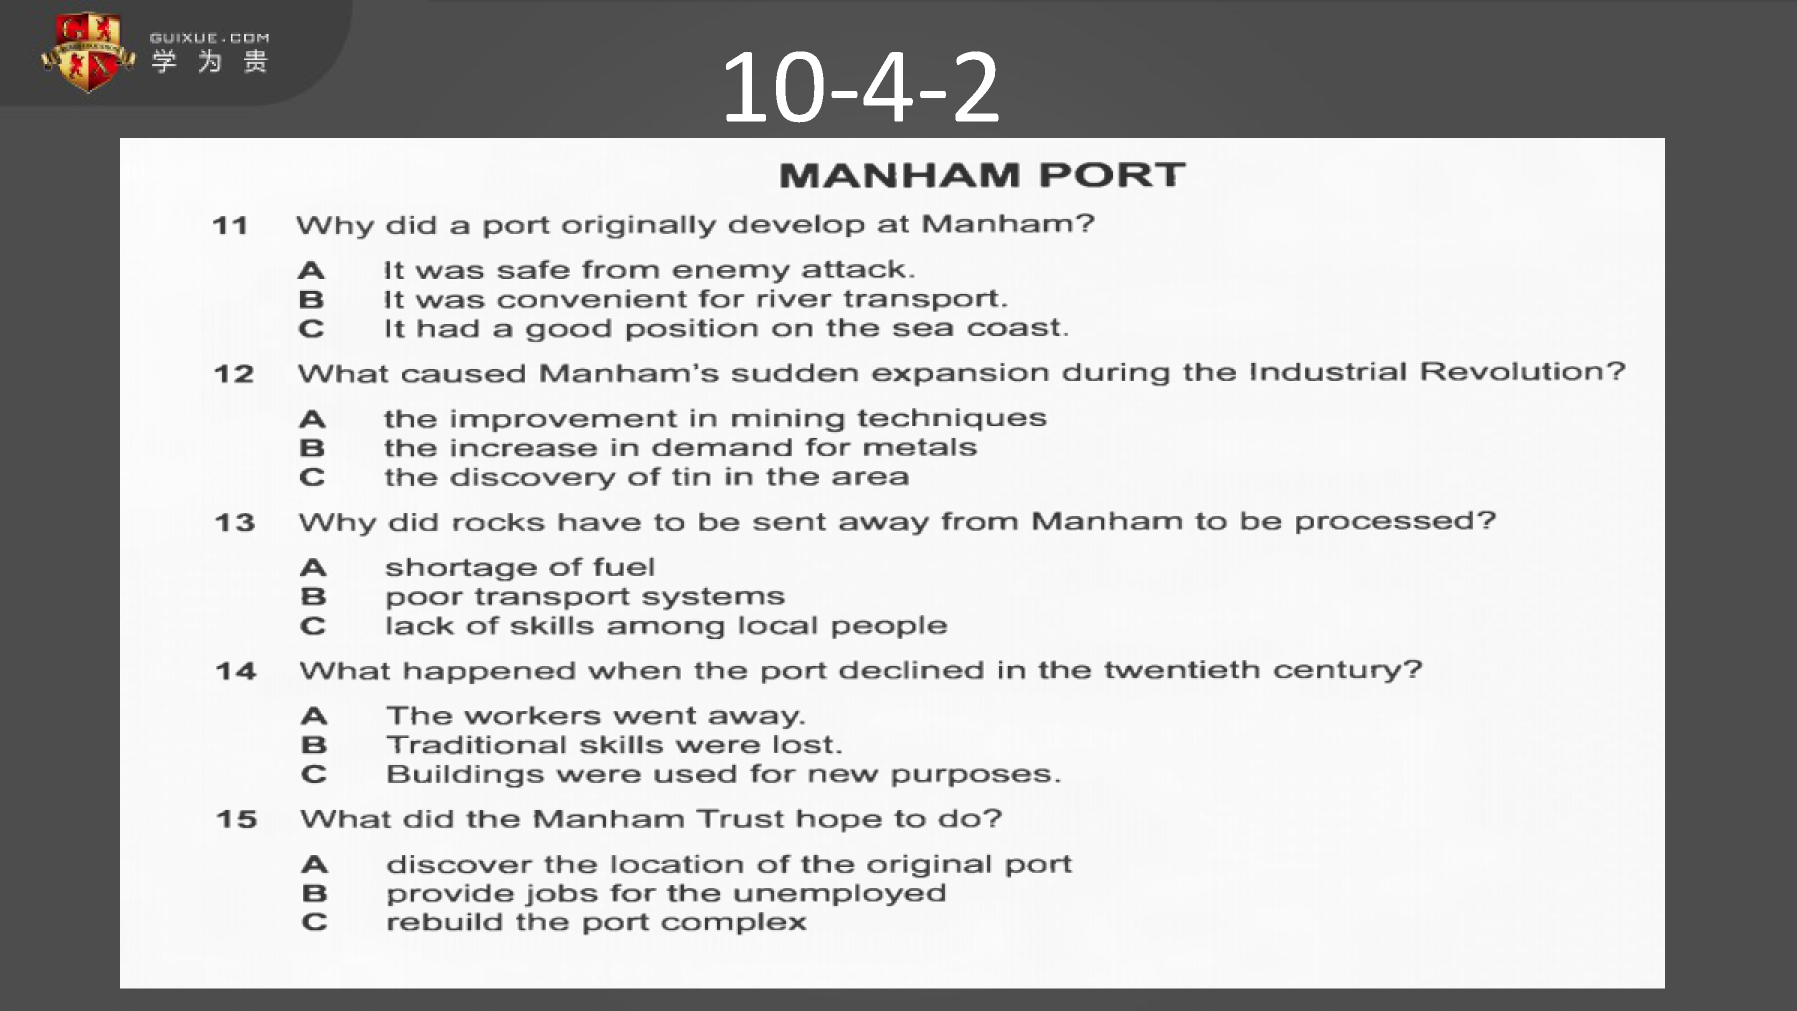 GUIXUE.COM
学为贵
10-4-2
MANHAM PORT
11 Why did a port originally develop at Manham?
A It was safe from enemy attack.
B It was convenient for river transport.
C It had a good position on the sea coast.
12 What caused Manham's sudden expansion during the Industrial Revolution?
A the improvement in mining techniques
B the increase in demand for metals
C the discovery of tin in the area
13 Why did rocks have to be sent away from Manham to be processed?
A shortage of fuel
B poor transport systems
C lack of skills among local people
14 What happened when the port declined in the twentieth century?
A The workers went away.
B Traditional skills were lost.
C Buildings were used for new purposes.
15 What did the Manham Trust hope to do?
A discover the location of the original port
B provide jobs for the unemployed
C rebuild the port complex